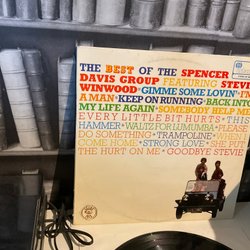 THE BEST OF THE SPENCER
DAVIS GROUP FEATURING STEVIE
WINWOOD*GIMME SOME LOVIN'*I'M
A MAN*KEEP ON RUNNING*BACK INTO
MY LIFE AGAIN*SOMEBODY HELP ME
EVERY LITTLE BIT HURTS*THIS
HAMMER*WALTZ FOR LUMUMBA*PLEASE
DO SOMETHING*TRAMPOLINE*WHEN
COME HOME*STRONG LOVE*SHE PUT
THE HURT ON ME*GOODBYE STEVIE